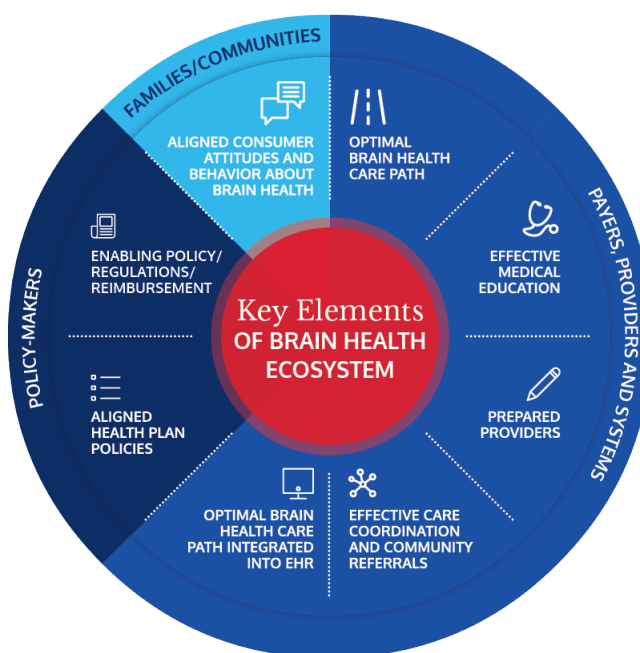 FAMILIES/COMMUNITIES
ALIGNED CONSUMER
ATTITUDES AND
BEHAVIOR ABOUT
BRAIN HEALTH
OPTIMAL
BRAIN HEALTH
CARE PATH
PAYERS, PROVIDERS AND SYSTEMS
EFFECTIVE
MEDICAL
EDUCATION
PREPARED
PROVIDERS
EFFECTIVE CARE
COORDINATION
AND COMMUNITY
REFERRALS
OPTIMAL BRAIN
HEALTH CARE
PATH INTEGRATED
INTO EHR
POLICY-MAKERS
ALIGNED
HEALTH PLAN
POLICIES
ENABLING POLICY/
REGULATIONS/
REIMBURSEMENT
Key Elements
OF BRAIN HEALTH
ECOSYSTEM